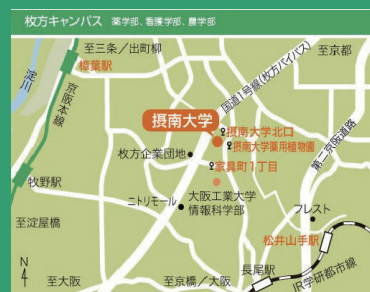 枚方キャンパス 薬学部、看護学部、農学部
至三条／出町柳
至京都
樟葉駅
淀川
京阪本線
国道1号線(枚方バイパス)
摂南大学
摂南大学北口
摂南大学薬用植物園
枚方企業団地
家具町1丁目
第二京阪道路
牧野駅
ニトリモール
大阪工業大学
情報科学部
フレスト
至淀屋橋
松井山手駅
長尾駅
JR学研都市線
N
4
至大阪
至京橋／大阪